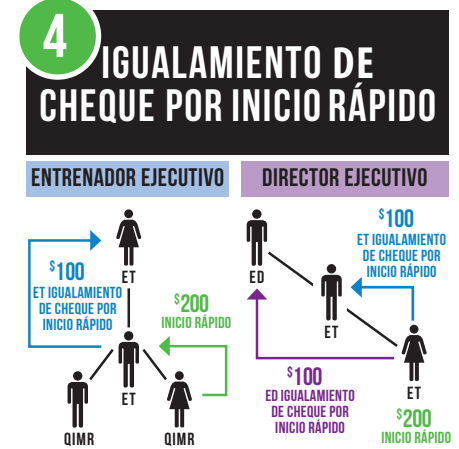 4
IGUALAMIENTO DE
CHEQUE POR INICIO RÁPIDO
ENTRENADOR EJECUTIVO
ET
$100
ET IGUALAMIENTO
DE CHEQUE POR
INICIO RÁPIDO
$200
INICIO RÁPIDO
ET
QIMR
QIMR
DIRECTOR EJECUTIVO
ED
$100
ET IGUALAMIENTO
DE CHEQUE POR
INICIO RÁPIDO
ET
$100
ED IGUALAMIENTO
DE CHEQUE POR
INICIO RÁPIDO
ET
$200
INICIO RÁPIDO